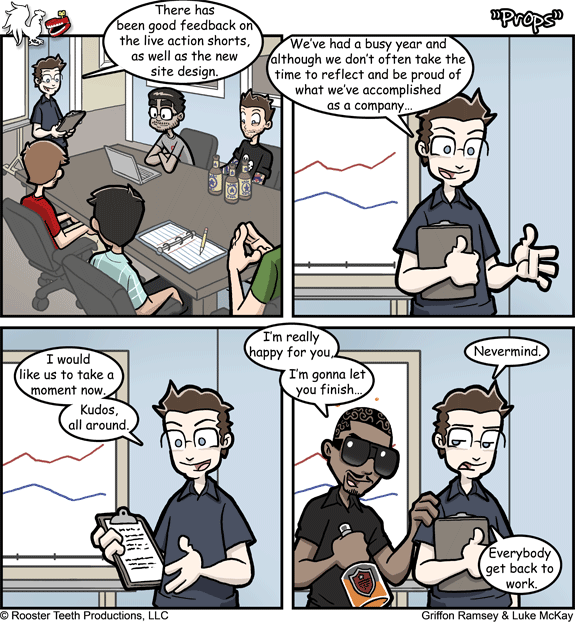 "Props"
There has
been good feedback on
the live action shorts,
as well as the new
site design.
We've had a busy year and
although we don't often take the
time to reflect and be proud of
what we've accomplished
as a company...
I would
like us to take a
moment now.
Kudos,
all around.
I'm really
happy for you,
I'm gonna let
you finish...
Nevermind.
Everybody
get back to
work.
© Rooster Teeth Productions, LLC
Griffon Ramsey & Luke McKay